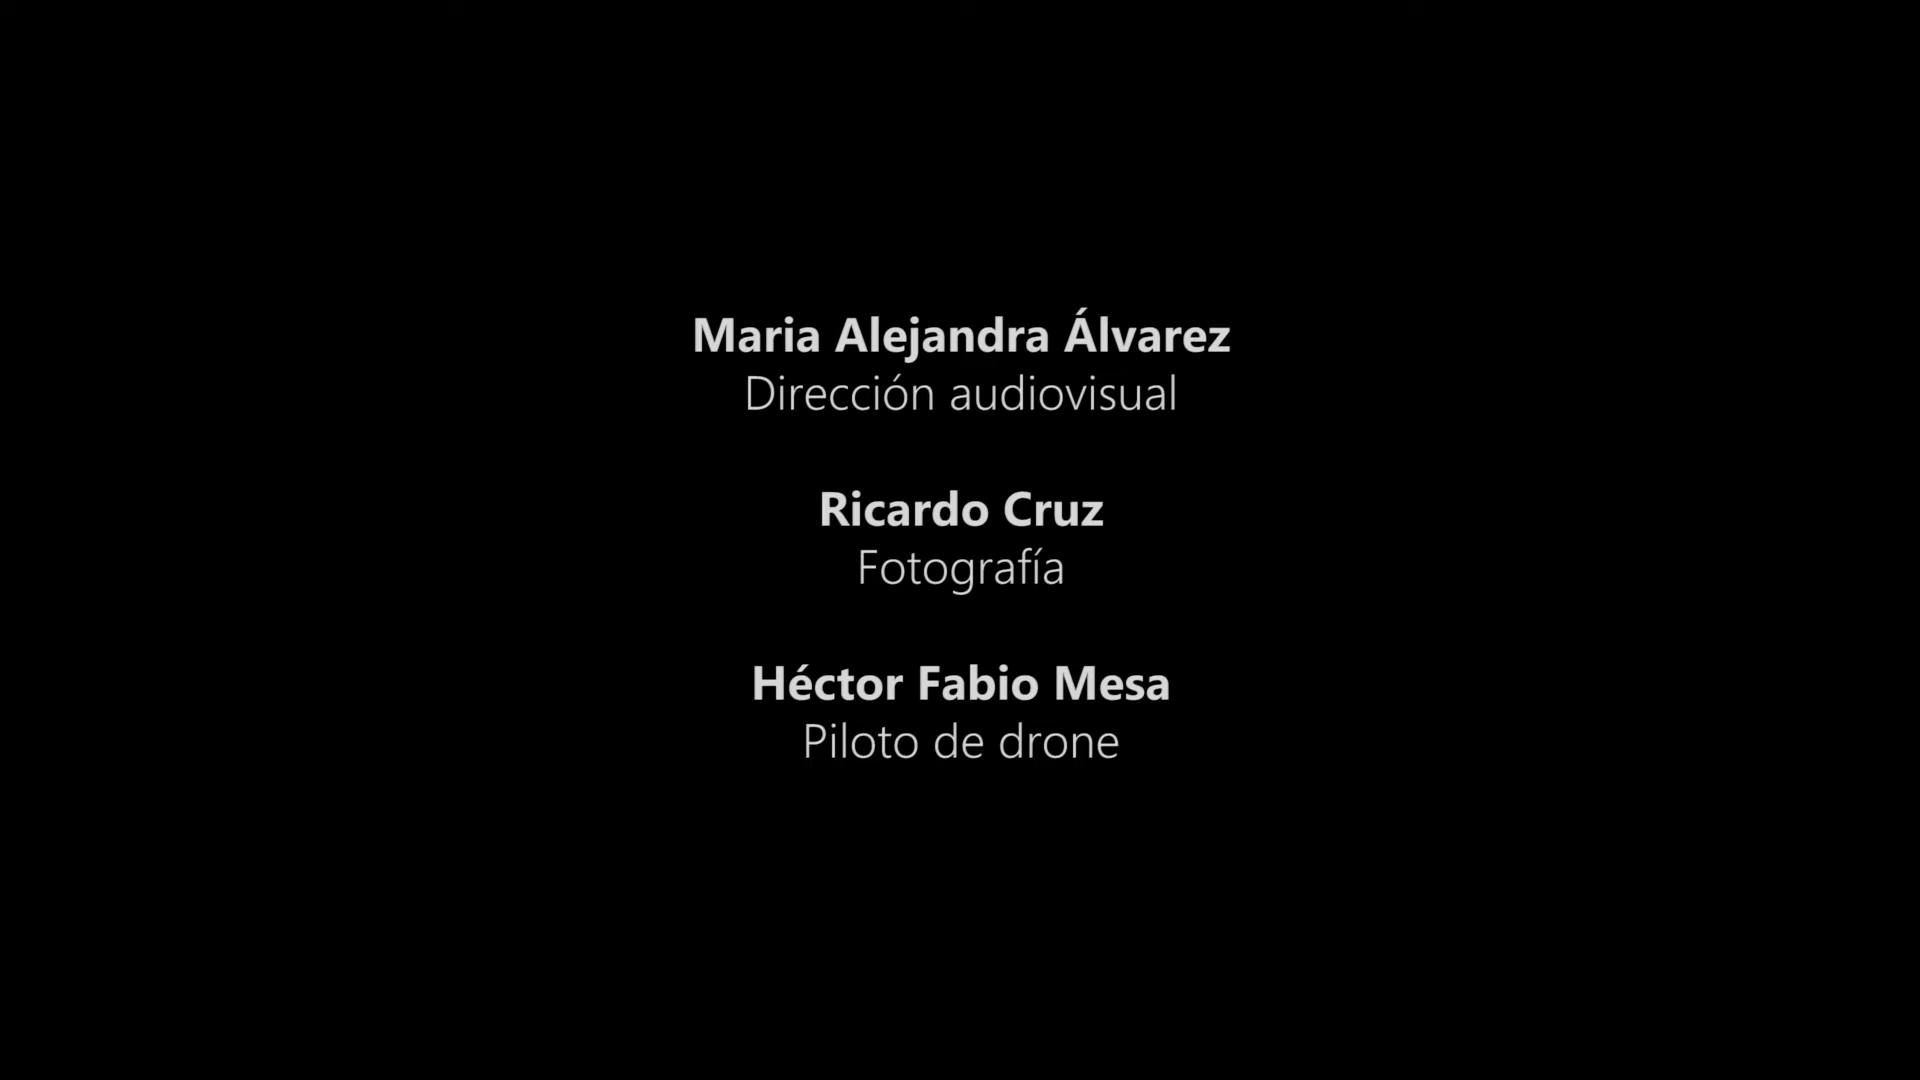 Maria Alejandra Álvarez
Dirección audiovisual
Ricardo Cruz
Fotografía
Héctor Fabio Mesa
Piloto de drone